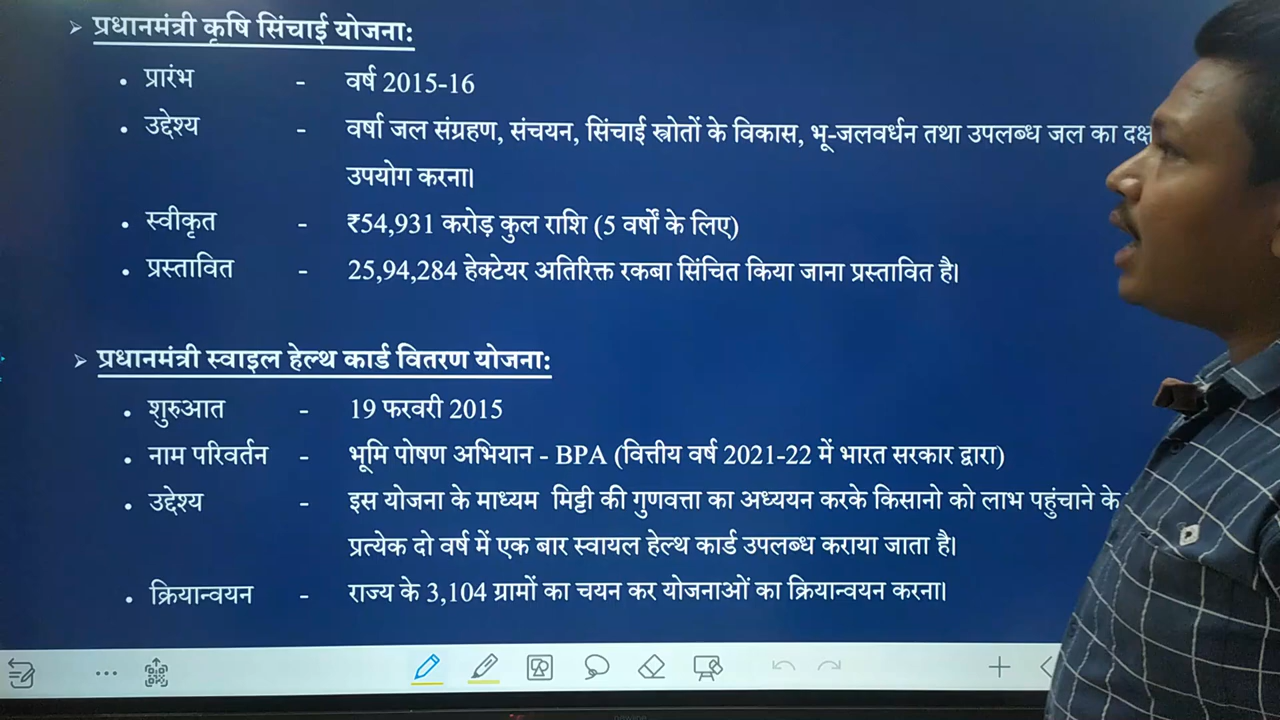 ➢ प्रधानमंत्री कृषि सिंचाई योजना:
• प्रारंभ - वर्ष 2015-16
• उद्देश्य - वर्षा जल संग्रहण, संचयन, सिंचाई स्त्रोतों के विकास, भू-जलवर्धन तथा उपलब्ध जल का
उपयोग करना।
• स्वीकृत - ₹54,931 करोड़ कुल राशि (5 वर्षों के लिए)
• प्रस्तावित - 25,94,284 हेक्टेयर अतिरिक्त रकबा सिंचित किया जाना प्रस्तावित है।
➢ प्रधानमंत्री स्वाइल हेल्थ कार्ड वितरण योजना:
• शुरुआत - 19 फरवरी 2015
• नाम परिवर्तन - भूमि पोषण अभियान - BPA (वित्तीय वर्ष 2021-22 में भारत सरकार द्वारा)
• उद्देश्य - इस योजना के माध्यम मिट्टी की गुणवत्ता का अध्ययन करके किसानो को लाभ पहुंचाने के
प्रत्येक दो वर्ष में एक बार स्वायल हेल्थ कार्ड उपलब्ध कराया जाता है।
• क्रियान्वयन - राज्य के 3,104 ग्रामों का चयन कर योजनाओं का क्रियान्वयन करना।